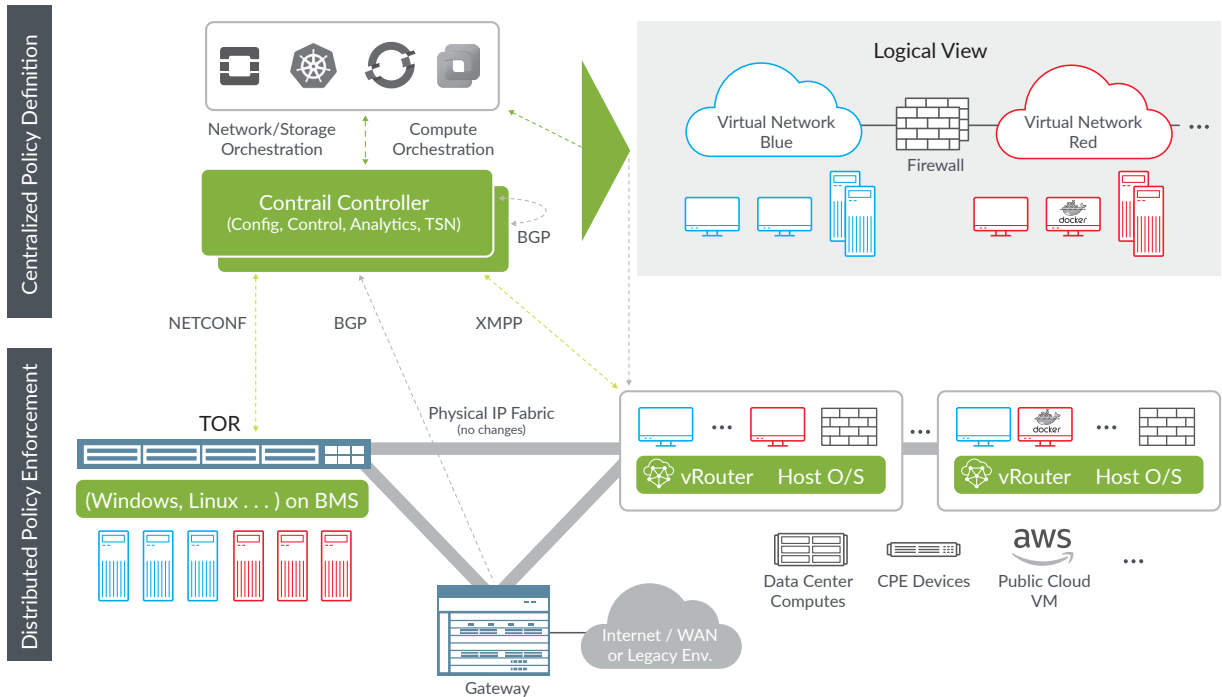 Centralized Policy Definition
Network/Storage
Orchestration
Compute
Orchestration
Contrail Controller
(Config, Control, Analytics, TSN)
BGP
NETCONF
BGP
XMPP
Logical View
Virtual Network
Blue
Firewall
Virtual Network
Red
...
docker
Distributed Policy Enforcement
TOR
(Windows, Linux . . . ) on BMS
Physical IP Fabric
(no changes)
Gateway
Internet / WAN
or Legacy Env.
...
vRouter Host O/S
...
docker
...
vRouter Host O/S
Data Center
Computes
CPE Devices
aws
Public Cloud
VM
...